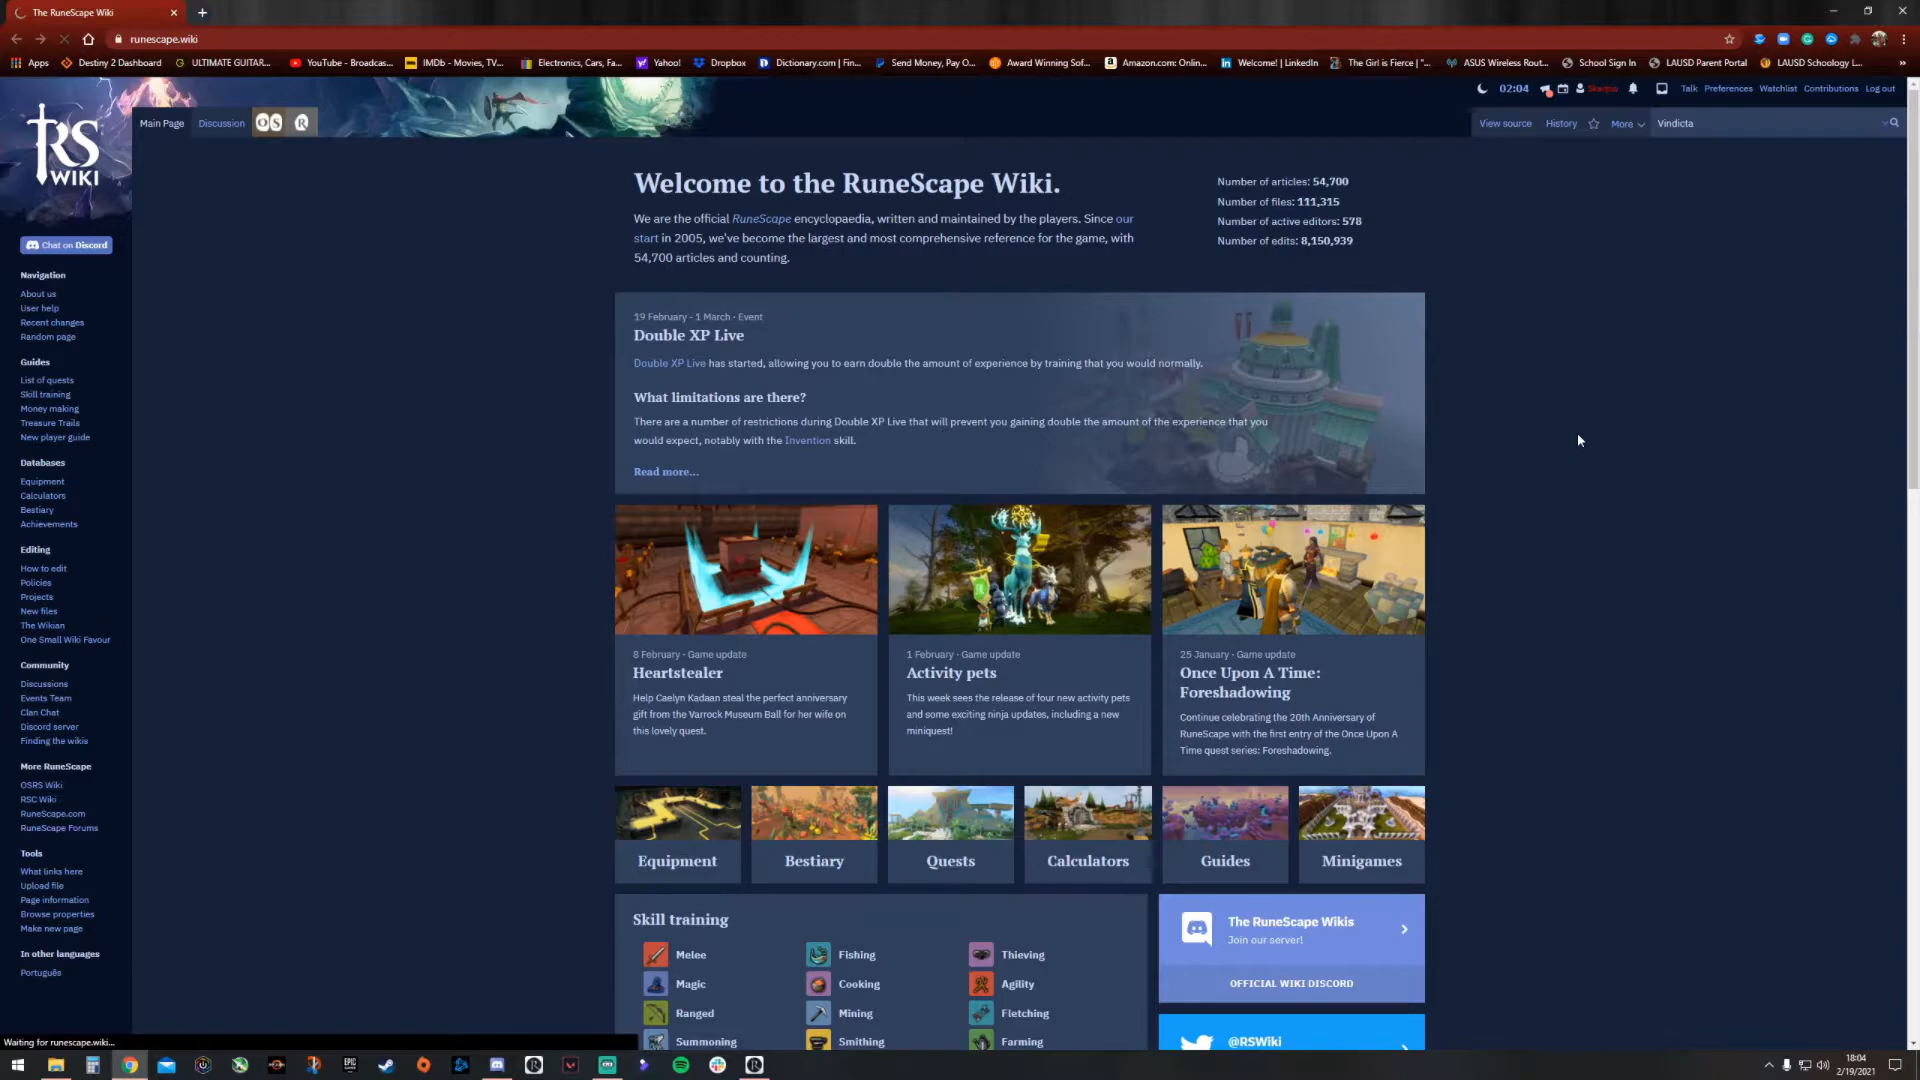 The RuneScape Wiki
runescape.wiki
Apps
Destiny 2 Dashboard
ULTIMATE GUITAR...
YouTube - Broadcas...
IMDb - Movies, TV...
Electronics, Cars, Fa...
Yahoo!
Dropbox
Dictionary.com | Fin...
Send Money, Pay O...
Award Winning Sof...
Amazon.com: Onlin...
Welcome! | LinkedIn
The Girl is Fierce | "...
ASUS Wireless Rout...
School Sign In
LAUSD Parent Portal
LAUSD Schoology L...
RS
WIKI
02:04
Talk
Preferences
Watchlist
Contributions
Log out
Main Page
Discussion
OS
R
View source
History
More
Vindicta
Chat on Discord
Navigation
About us
User help
Recent changes
Random page
Guides
List of quests
Skill training
Money making
Treasure Trails
New player guide
Databases
Equipment
Calculators
Bestiary
Achievements
Editing
How to edit
Policies
Projects
New files
The Wikian
One Small Wiki Favour
Community
Discussions
Events Team
Clan Chat
Discord server
Finding the wikis
More RuneScape
OSRS Wiki
RSC Wiki
RuneScape.com
RuneScape Forums
Tools
What links here
Upload file
Page information
Browse properties
Make new page
In other languages
Português
Welcome to the RuneScape Wiki.
We are the official RuneScape encyclopaedia, written and maintained by the players. Since our
start in 2005, we've become the largest and most comprehensive reference for the game, with
54,700 articles and counting.
Number of articles: 54,700
Number of files: 111,315
Number of active editors: 578
Number of edits: 8,150,939
19 February - 1 March · Event
Double XP Live
Double XP Live has started, allowing you to earn double the amount of experience by training that you would normally.
What limitations are there?
There are a number of restrictions during Double XP Live that will prevent you gaining double the amount of the experience that you
would expect, notably with the Invention skill.
Read more...
8 February · Game update
Heartstealer
Help Caelyn Kadaan steal the perfect anniversary
gift from the Varrock Museum Ball for her wife on
this lovely quest.
1 February · Game update
Activity pets
This week sees the release of four new activity pets
and some exciting ninja updates, including a new
miniquest!
25 January · Game update
Once Upon A Time:
Foreshadowing
Continue celebrating the 20th Anniversary of
RuneScape with the first entry of the Once Upon A
Time quest series: Foreshadowing.
Equipment
Bestiary
Quests
Calculators
Guides
Minigames
Skill training
Melee
Fishing
Thieving
Magic
Cooking
Agility
Ranged
Mining
Fletching
Summoning
Smithing
Farming
The RuneScape Wikis
Join our server!
OFFICIAL WIKI DISCORD
@RSWiki
Waiting for runescape.wiki...
EPIC
18:04
2/19/2021